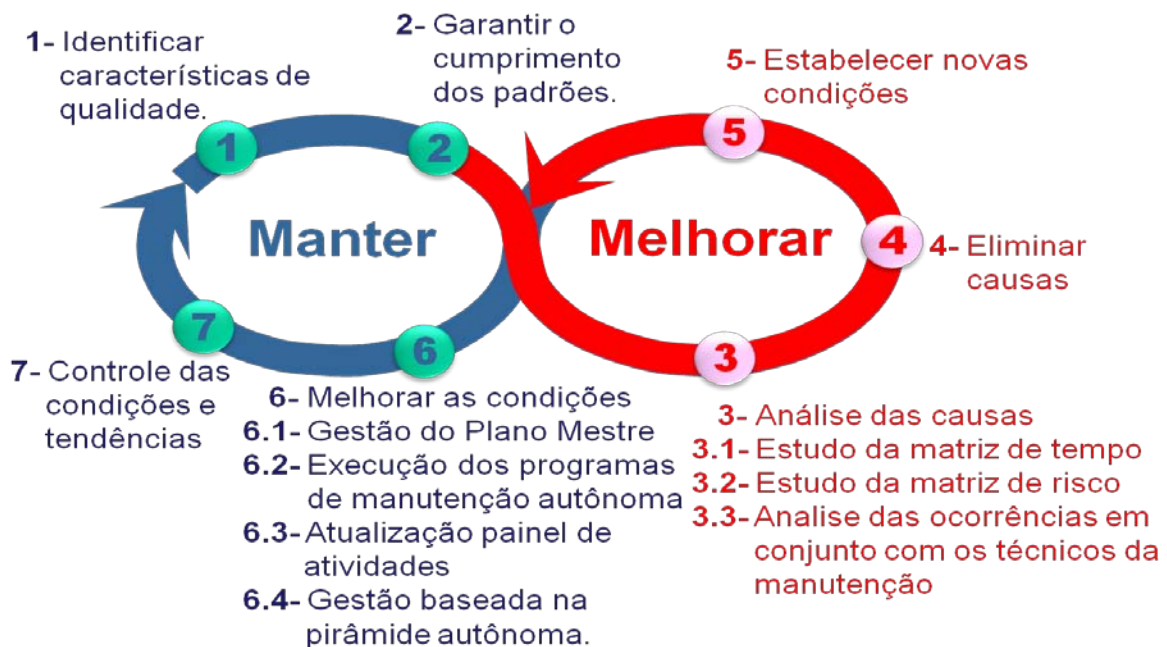 1- Identificar
características de
qualidade.
2- Garantir o
cumprimento
dos padrões.
5- Estabelecer novas
condições
1
2
5
Manter
Melhorar
4
4- Eliminar
causas
7
6
3
7- Controle das
condições e
tendências
6- Melhorar as condições
6.1- Gestão do Plano Mestre
6.2- Execução dos programas
de manutenção autônoma
6.3- Atualização painel de
atividades
6.4- Gestão baseada na
pirâmide autônoma.
3- Análise das causas
3.1- Estudo da matriz de tempo
3.2- Estudo da matriz de risco
3.3- Analise das ocorrências em
conjunto com os técnicos da
manutenção